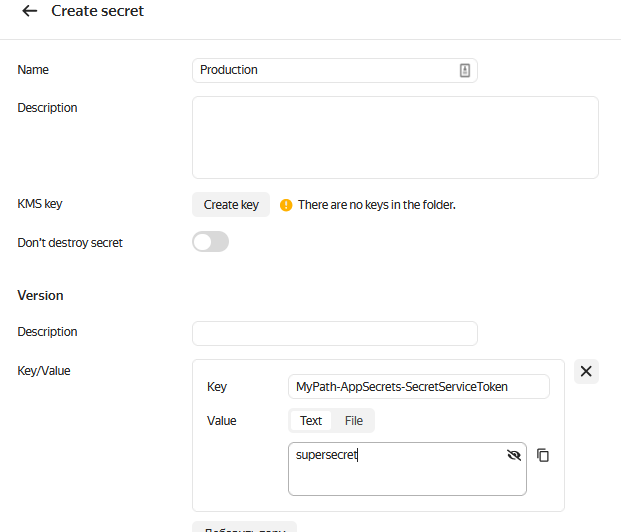 Create secret
Name
Production
Description
KMS key
Create key
There are no keys in the folder.
Don't destroy secret
Version
Description
Key/Value
Key
MyPath-AppSecrets-SecretServiceToken
Value
Text
File
supersecret